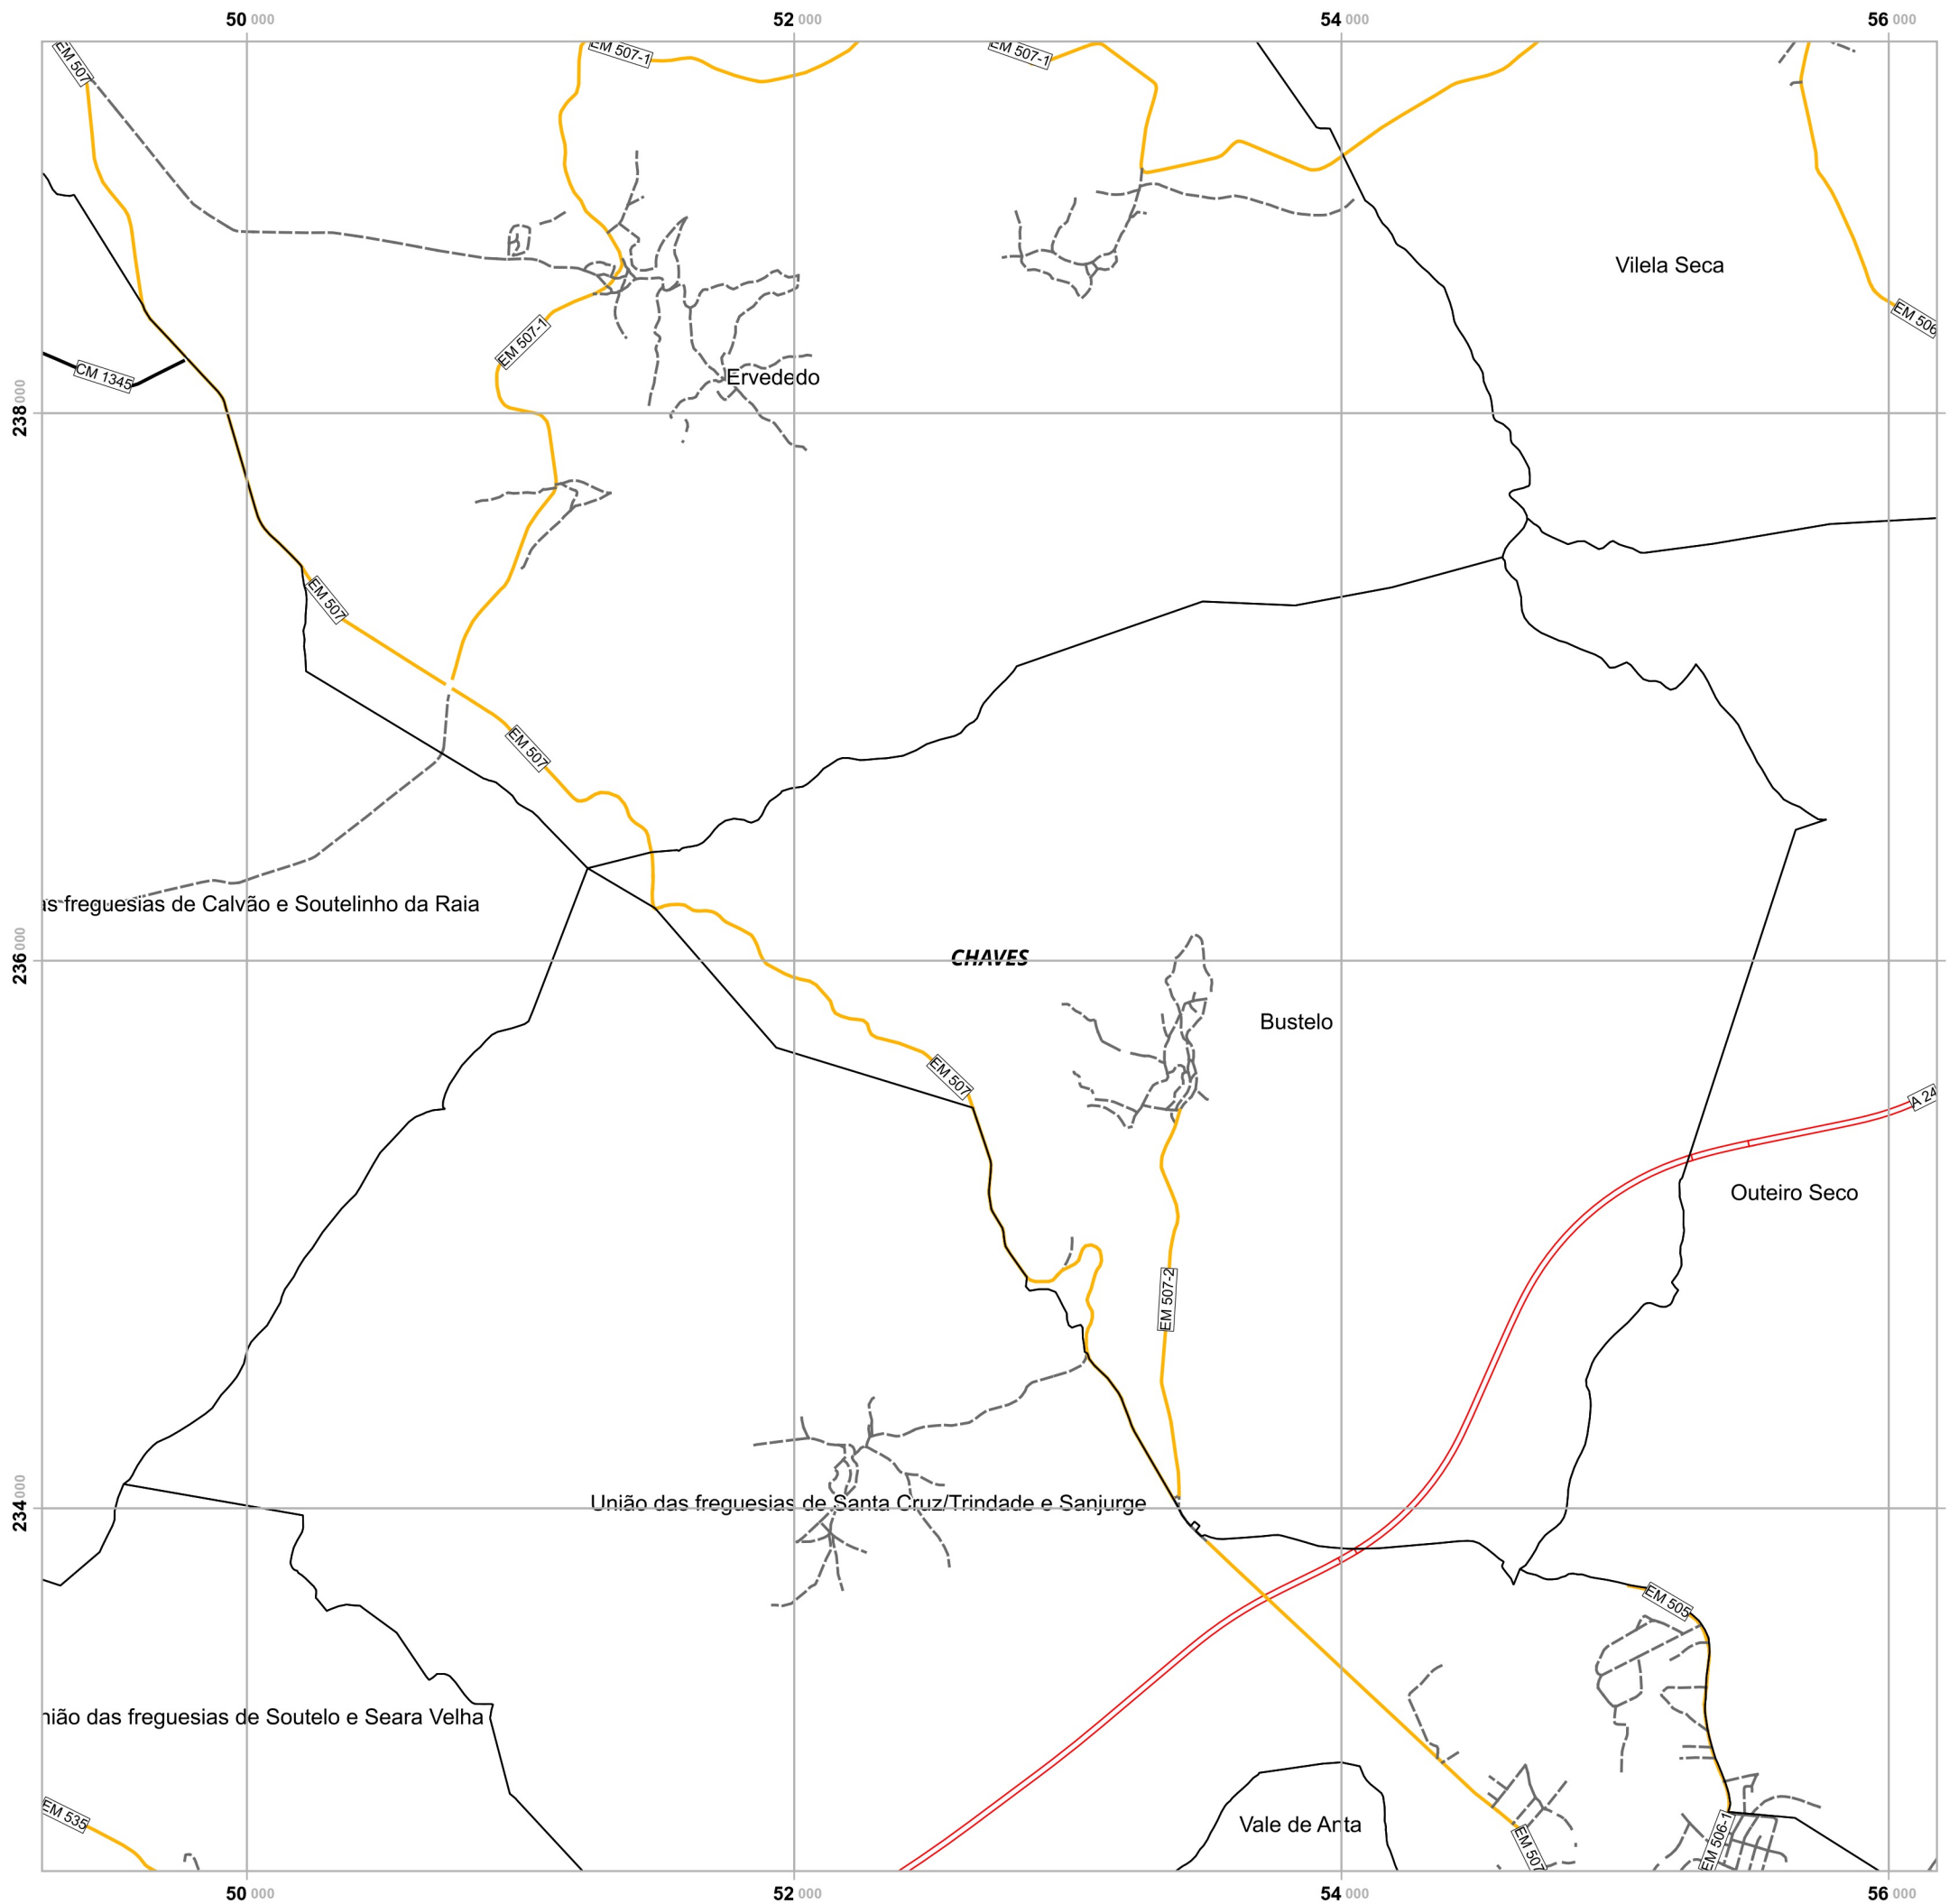 50 000
52 000
54 000
56 000
EM 507
EM 507-1
EM 507-1
Vilela Seca
EM 506
EM 507-1
CM 1345
Ervededo
238 000
EM 507
EM 507
as freguesias de Calvão e Soutelinho da Raia
236 000
CHAVES
Bustelo
EM 507
A 24
Outeiro Seco
EM 507-2
234 000
União das freguesias de Santa Cruz/Trindade e Sanjurge
EM 505
nião das freguesias de Soutelo e Seara Velha
EM 535
Vale de Anta
EM 507
EM 506-1
50 000
52 000
54 000
56 000